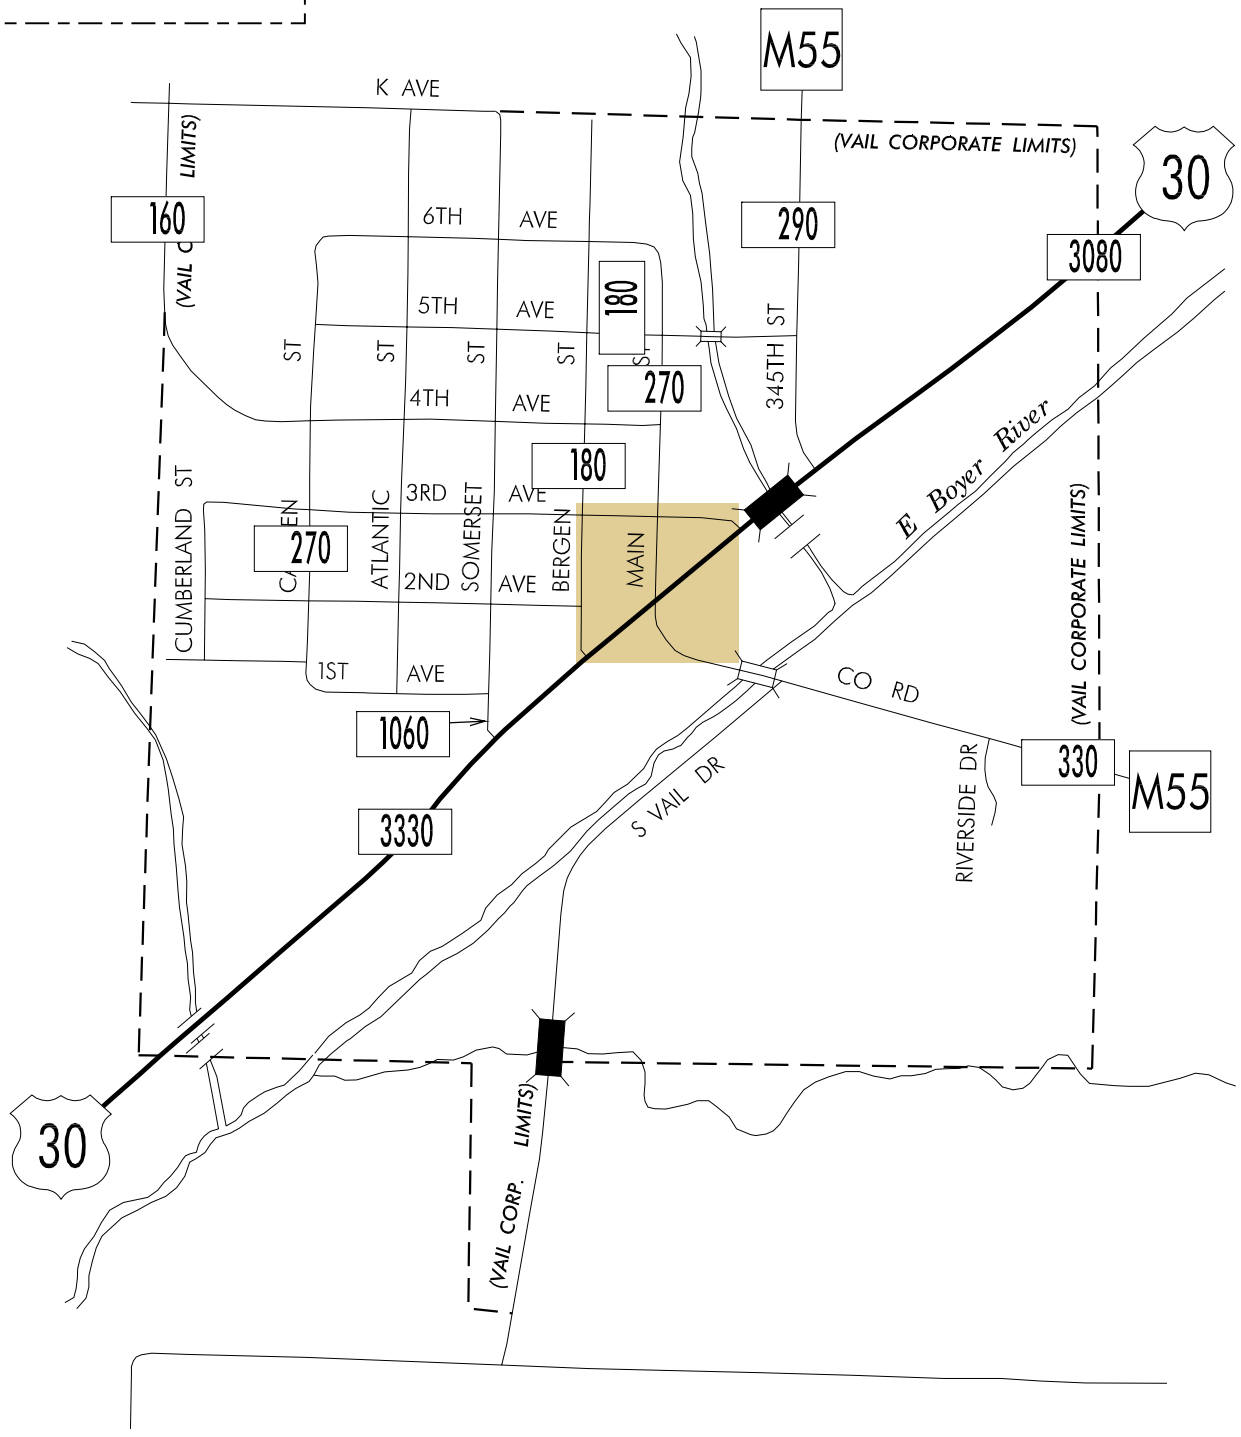 M55
K AVE
(VAIL CORPORATE LIMITS)
30
(VAIL C LIMITS)
160
6TH AVE
290
3080
180
5TH AVE
345TH ST
ST
ST
ST
ST
270
4TH AVE
E Boyer River
180
CUMBERLAND ST
3RD AVE
ATLANTIC
SOMERSET
BERGEN
MAIN
270
2ND AVE
(VAIL CORPORATE LIMITS)
1ST AVE
CO RD
1060
330
M55
RIVERSIDE DR
S VAIL DR
3330
30
(VAIL CORP. LIMITS)